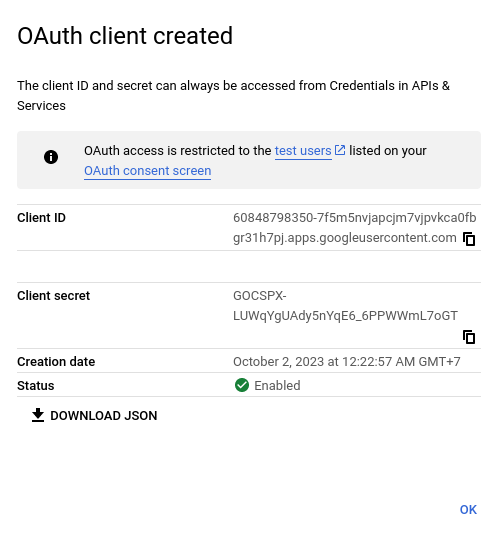 OAuth client created
The client ID and secret can always be accessed from Credentials in APIs &
Services
OAuth access is restricted to the test users listed on your
OAuth consent screen
Client ID
60848798350-7f5m5nvjapcjm7vjpvkca0fb
gr31h7pj.apps.googleusercontent.com
Client secret
GOCSPX-
LUWqYgUAdy5nYqE6_6PPWWmL7oGT
Creation date October 2, 2023 at 12:22:57 AM GMT+7
Status Enabled
DOWNLOAD JSON
OK